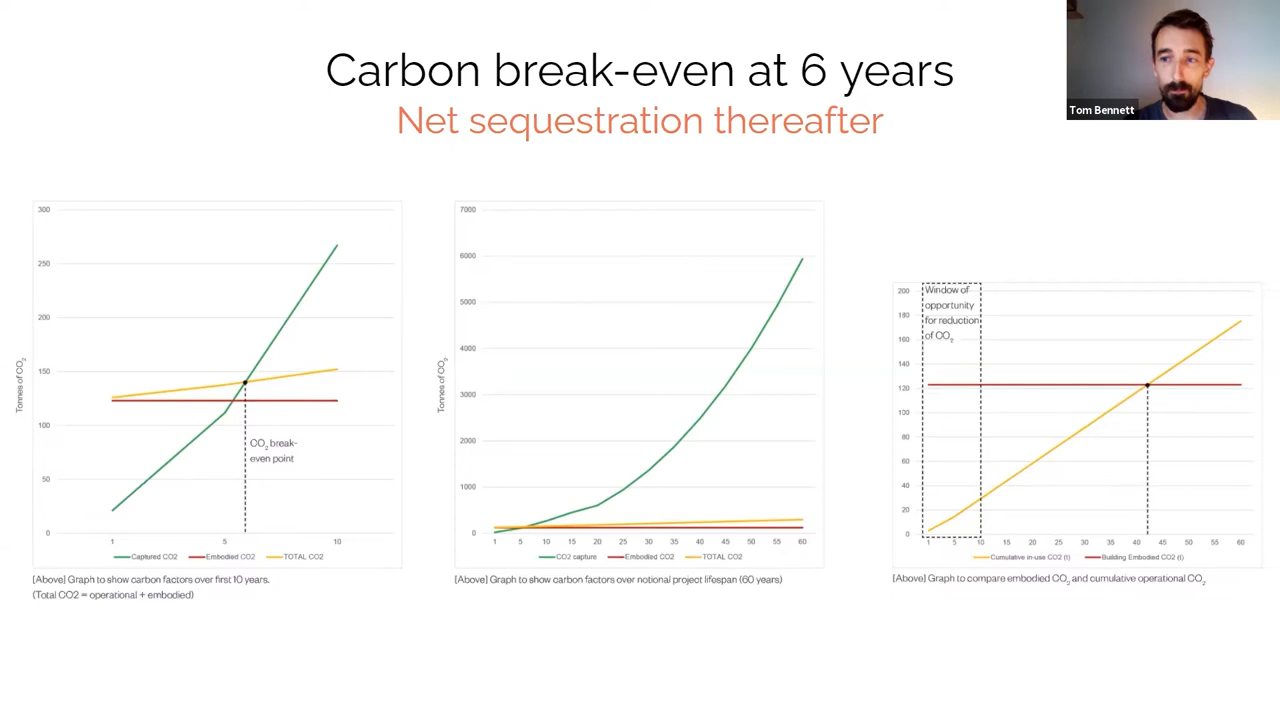 Carbon break-even at 6 years
Net sequestration thereafter
Tom Bennett
300
250
200
150
100
50
0
Tonnes of CO2
CO2 break-
even point
1 5 10
Captured CO2 Embodied CO2 TOTAL CO2
[Above] Graph to show carbon factors over first 10 years.
(Total CO2 = operational + embodied)
7000
6000
5000
4000
3000
2000
1000
0
Tonnes of CO2
1 5 10 15 20 25 30 35 40 45 50 55 60
CO2 capture Embodied CO2 TOTAL CO2
[Above] Graph to show carbon factors over notional project lifespan (60 years)
200
180
160
140
120
100
80
60
40
20
0
Window of
opportunity
for reduction
of CO2
1 5 10 15 20 25 30 35 40 45 50 55 60
Cumulative in-use CO2 (t) Building Embodied CO2 (t)
[Above] Graph to compare embodied CO2 and cumulative operational CO2